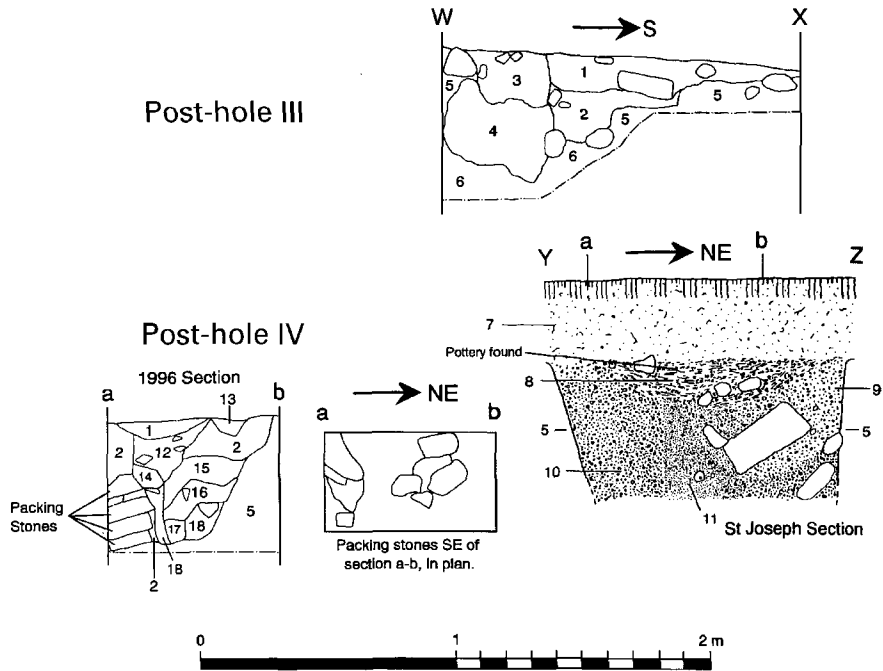 W
X
S
Post-hole III
5
3
1
5
4
2
5
6
6
a
NE
b
Y
Z
7
Pottery found
8
9
5
5
10
11
St Joseph Section
Post-hole IV
1996 Section
a
13
b
1
2
12
2
14
15
16
5
17
18
Packing
Stones
2
18
NE
a
b
Packing stones SE of
section a-b, in plan.
0
1
2 m